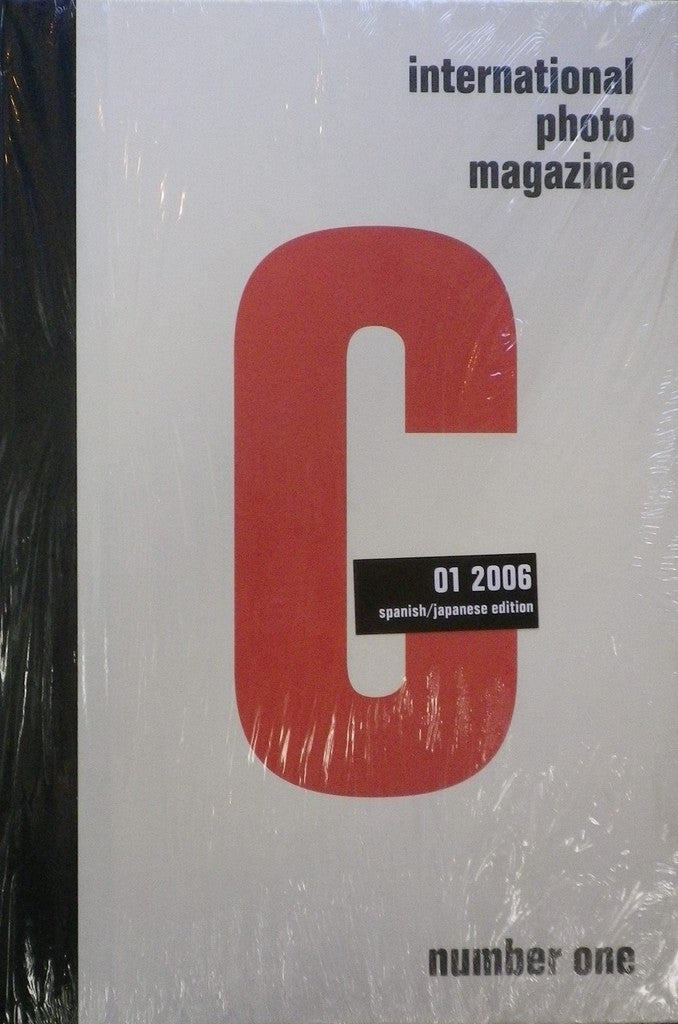 international
photo
magazine
C
01 2006
spanish/japanese edition
number one